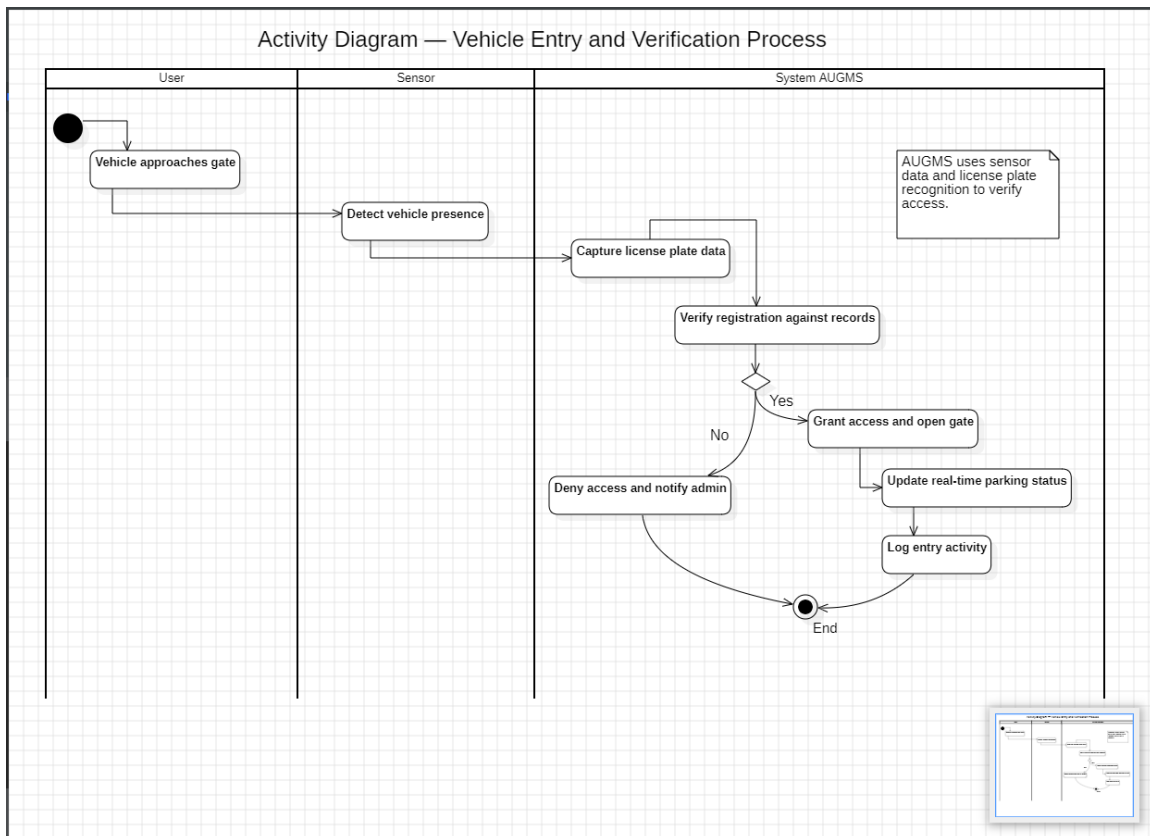 Activity Diagram — Vehicle Entry and Verification Process
User
Sensor
System AUGMS
Vehicle approaches gate
AUGMS uses sensor
data and license plate
recognition to verify
access.
Detect vehicle presence
Capture license plate data
Verify registration against records
Yes
Grant access and open gate
No
Update real-time parking status
Deny access and notify admin
Log entry activity
End